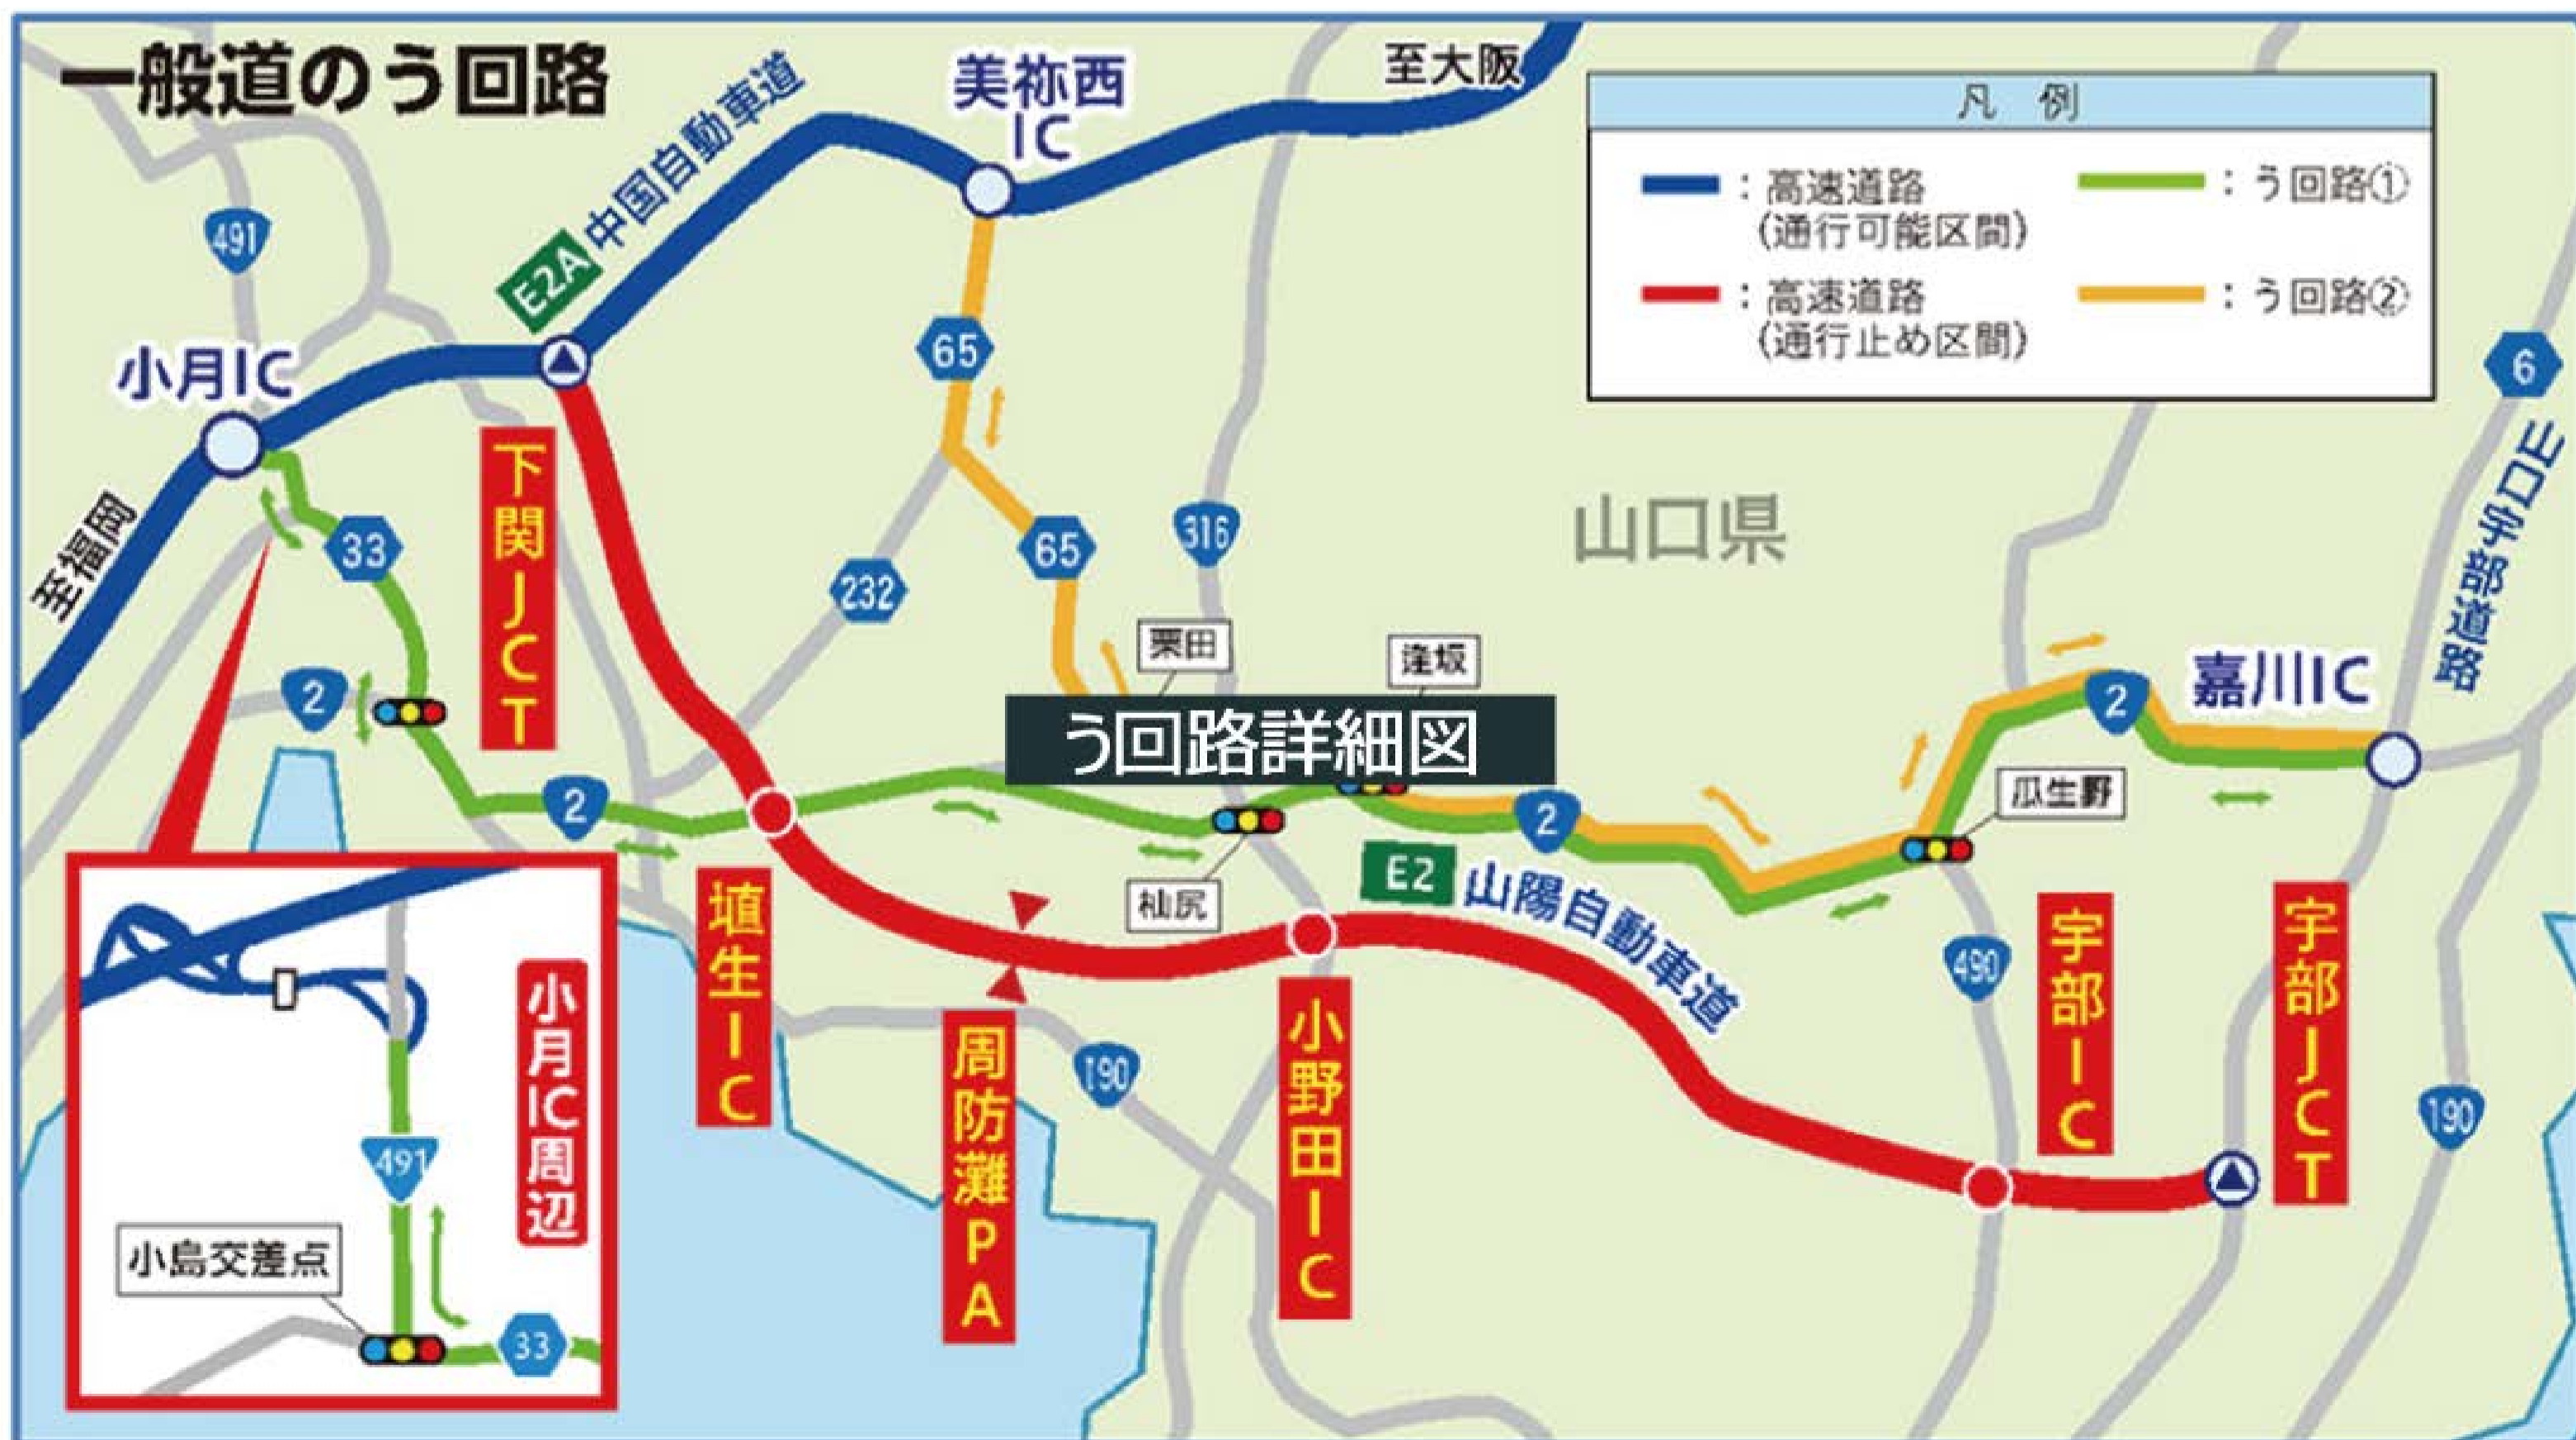 一般道のう回路
E2A
中国自動車道
美祢西
IC
至大阪
凡 例
：高速道路
(通行可能区間)
：う回路①
：高速道路
(通行止め区間)
：う回路②
491
65
小月IC
6
山口宇部道路
至福岡
33
下関JCT
65
316
山口県
232
栗田
逢坂
2
う回路詳細図
2
嘉川IC
2
2
瓜生野
杣尻
E2
山陽自動車道
埴生IC
490
宇部IC
宇部JCT
周防灘PA
小野田IC
190
190
小月IC周辺
491
小島交差点
33